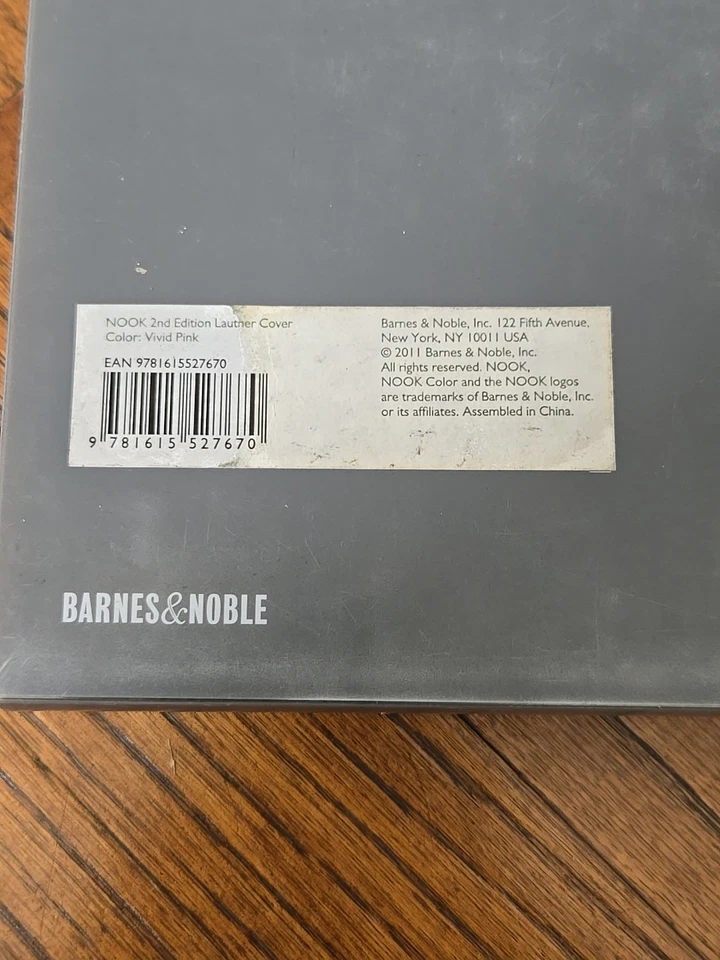 NOOK 2nd Edition Lautner Cover
Color: Vivid Pink
EAN 9781615527670
9 781615 527670
Barnes & Noble, Inc. 122 Fifth Avenue,
New York, NY 10011 USA
© 2011 Barnes & Noble, Inc.
All rights reserved. NOOK,
NOOK Color and the NOOK logos
are trademarks of Barnes & Noble, Inc.
or its affiliates. Assembled in China.
BARNES&NOBLE